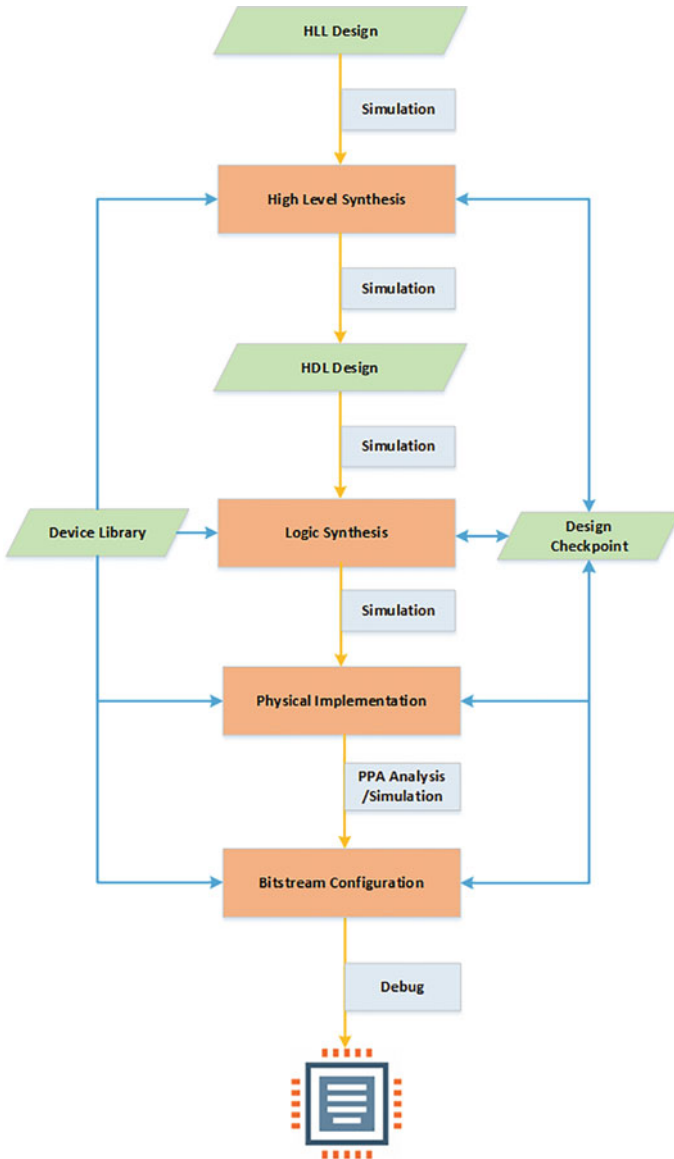 HLL Design
Simulation
High Level Synthesis
Simulation
HDL Design
Simulation
Device Library
Logic Synthesis
Design
Checkpoint
Simulation
Physical Implementation
PPA Analysis
/Simulation
Bitstream Configuration
Debug